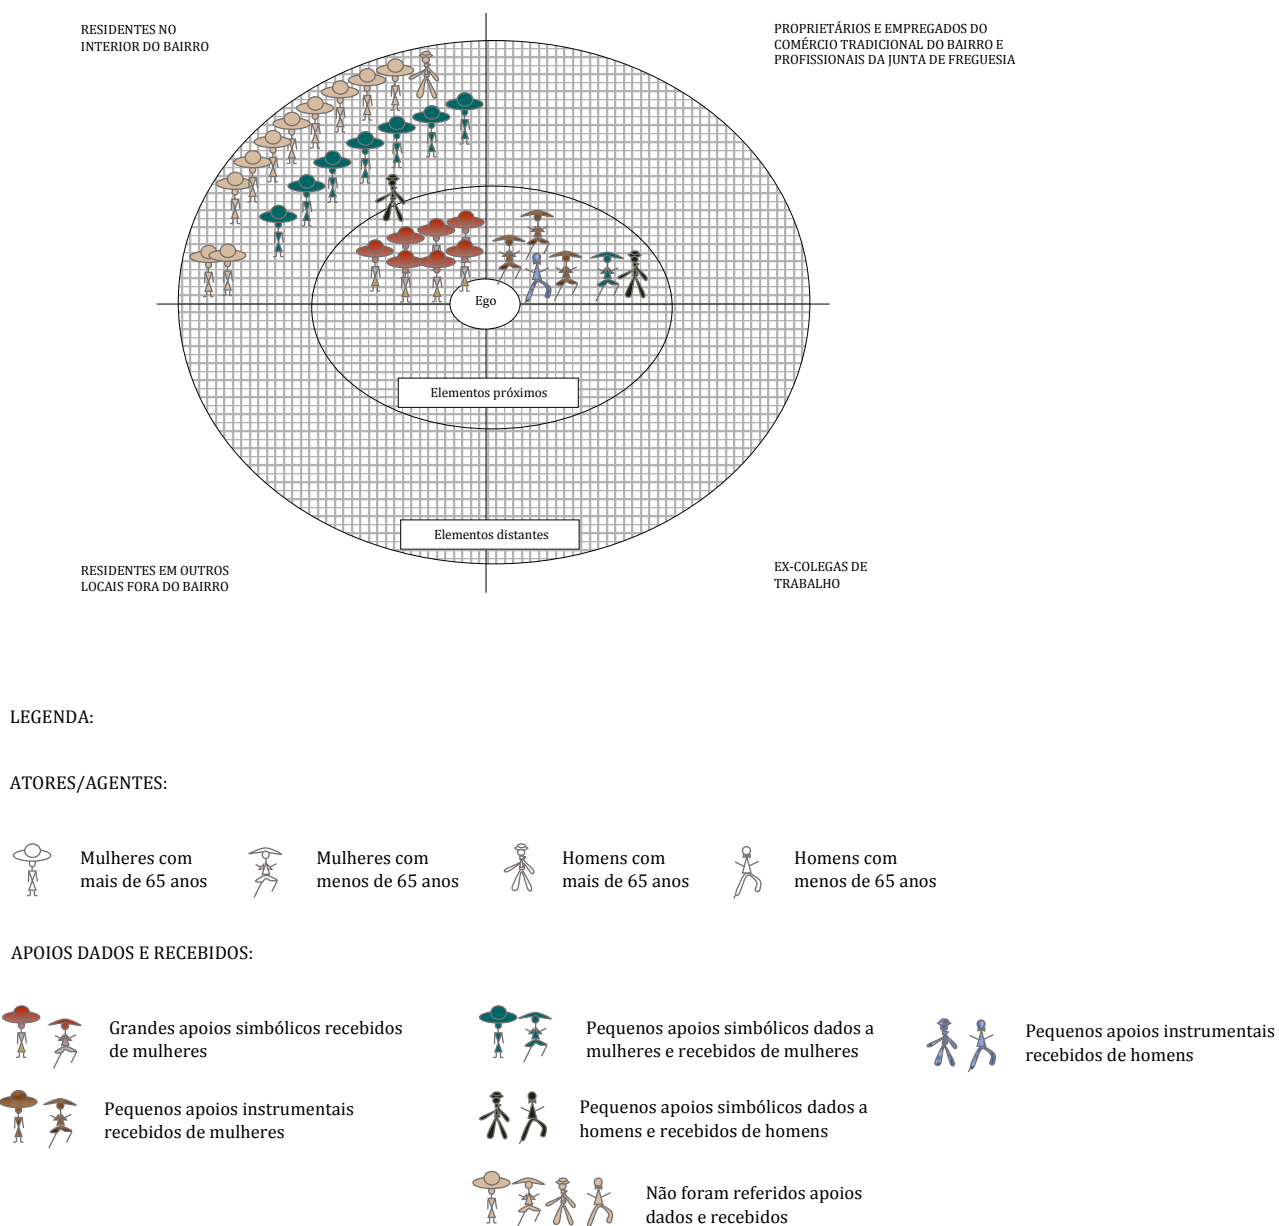 RESIDENTES NO
INTERIOR DO BAIRRO
PROPRIETÁRIOS E EMPREGADOS DO
COMÉRCIO TRADICIONAL DO BAIRRO E
PROFISSIONAIS DA JUNTA DE FREGUESIA
Ego
Elementos próximos
Elementos distantes
RESIDENTES EM OUTROS
LOCAIS FORA DO BAIRRO
EX-COLEGAS DE
TRABALHO
LEGENDA:
ATORES/AGENTES:
Mulheres com
mais de 65 anos
Mulheres com
menos de 65 anos
Homens com
mais de 65 anos
Homens com
menos de 65 anos
APOIOS DADOS E RECEBIDOS:
Grandes apoios simbólicos recebidos
de mulheres
Pequenos apoios simbólicos dados a
mulheres e recebidos de mulheres
Pequenos apoios instrumentais
recebidos de homens
Pequenos apoios instrumentais
recebidos de mulheres
Pequenos apoios simbólicos dados a
homens e recebidos de homens
Não foram referidos apoios
dados e recebidos